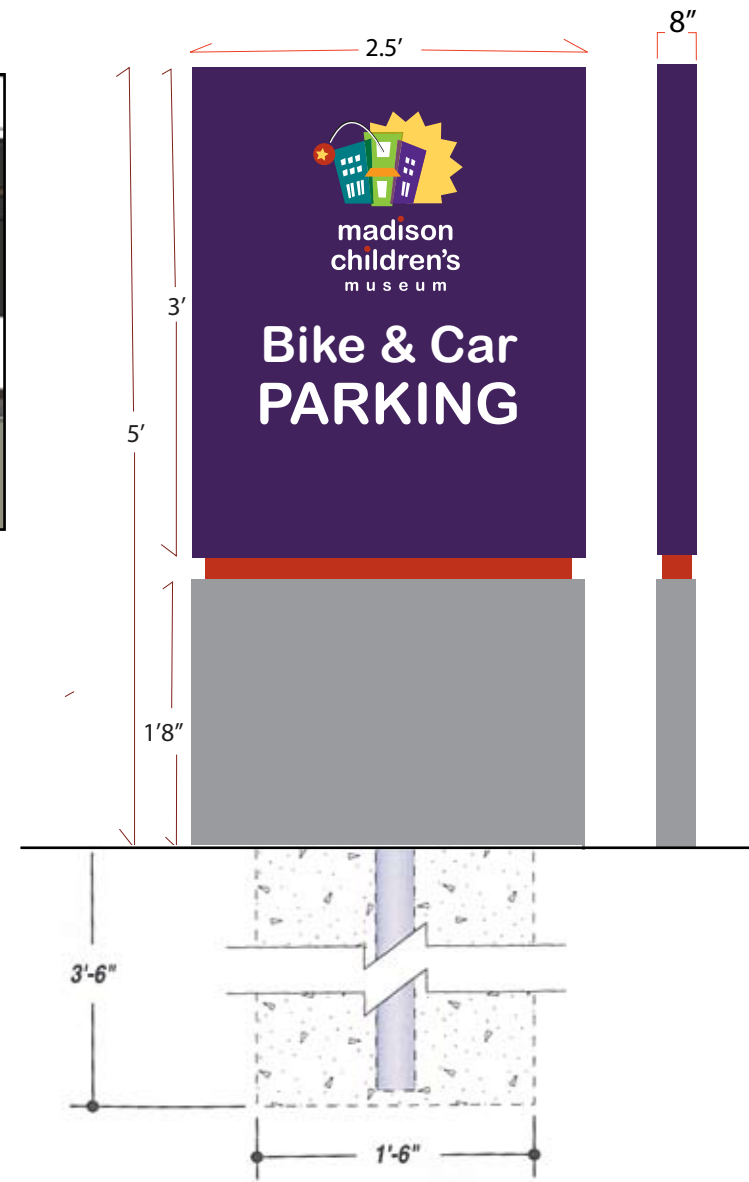 2.5′
8″
madison
children's
museum
3′
Bike & Car
PARKING
5′
1′8″
3'-6"
1'-6"